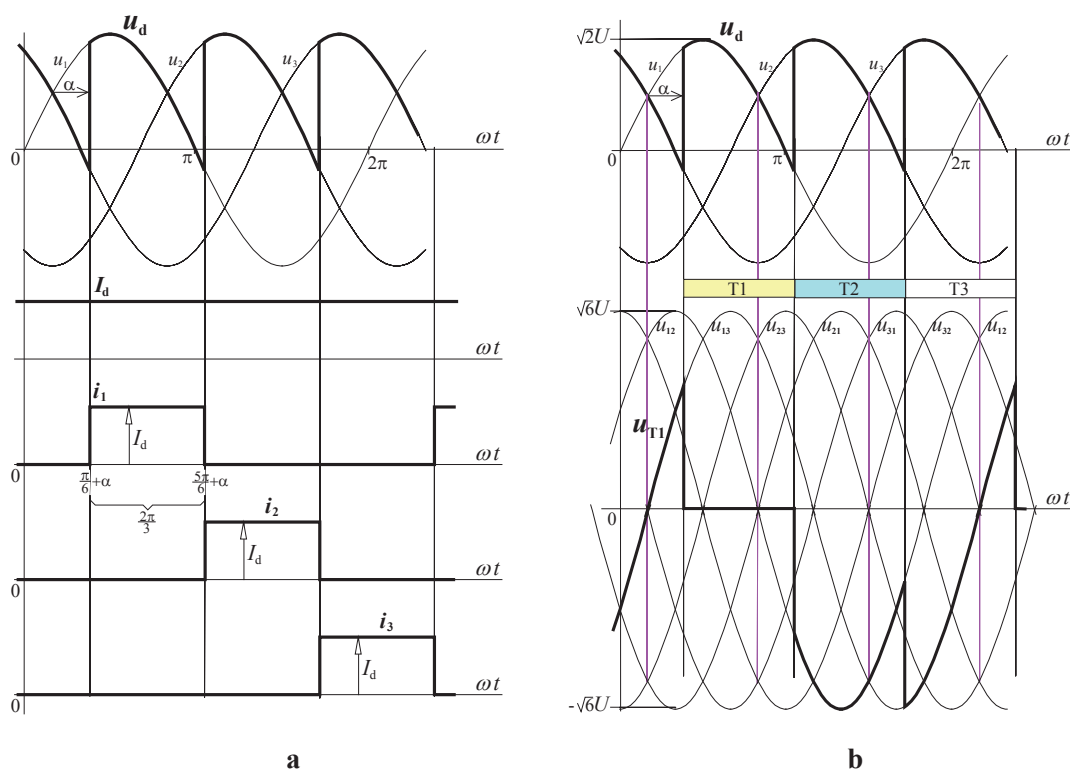 u_d
u_1 u_2 u_3
α
0 π 2π ωt
I_d
ωt
i_1
I_d
0 ωt
π/6+α 5π/6+α
2π/3
i_2
I_d
0 ωt
i_3
I_d
0 ωt
a
√2U u_d
u_1 u_2 u_3
α
0 π 2π ωt
T1 T2 T3
√6U
u_12 u_13 u_23 u_21 u_31 u_32 u_12
u_T1
0 ωt
-√6U
b